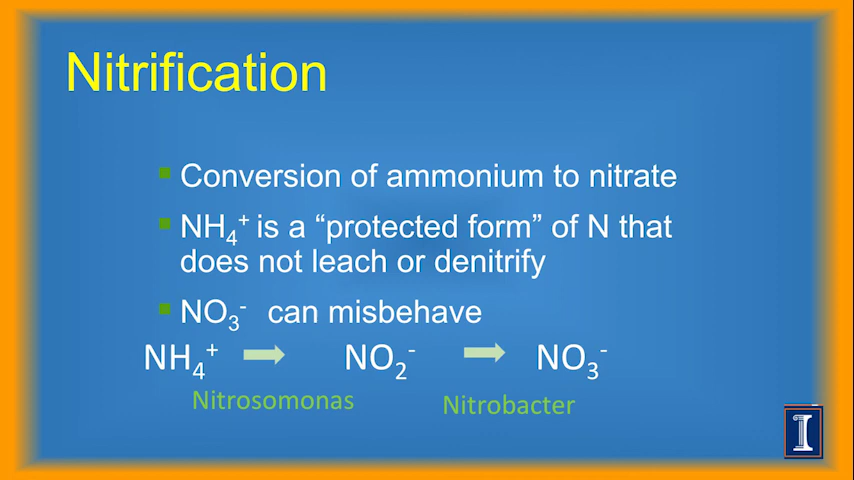 Nitrification
Conversion of ammonium to nitrate
NH₄⁺ is a “protected form” of N that
does not leach or denitrify
NO₃⁻ can misbehave
NH₄⁺ NO₂⁻ NO₃⁻
Nitrosomonas Nitrobacter
I